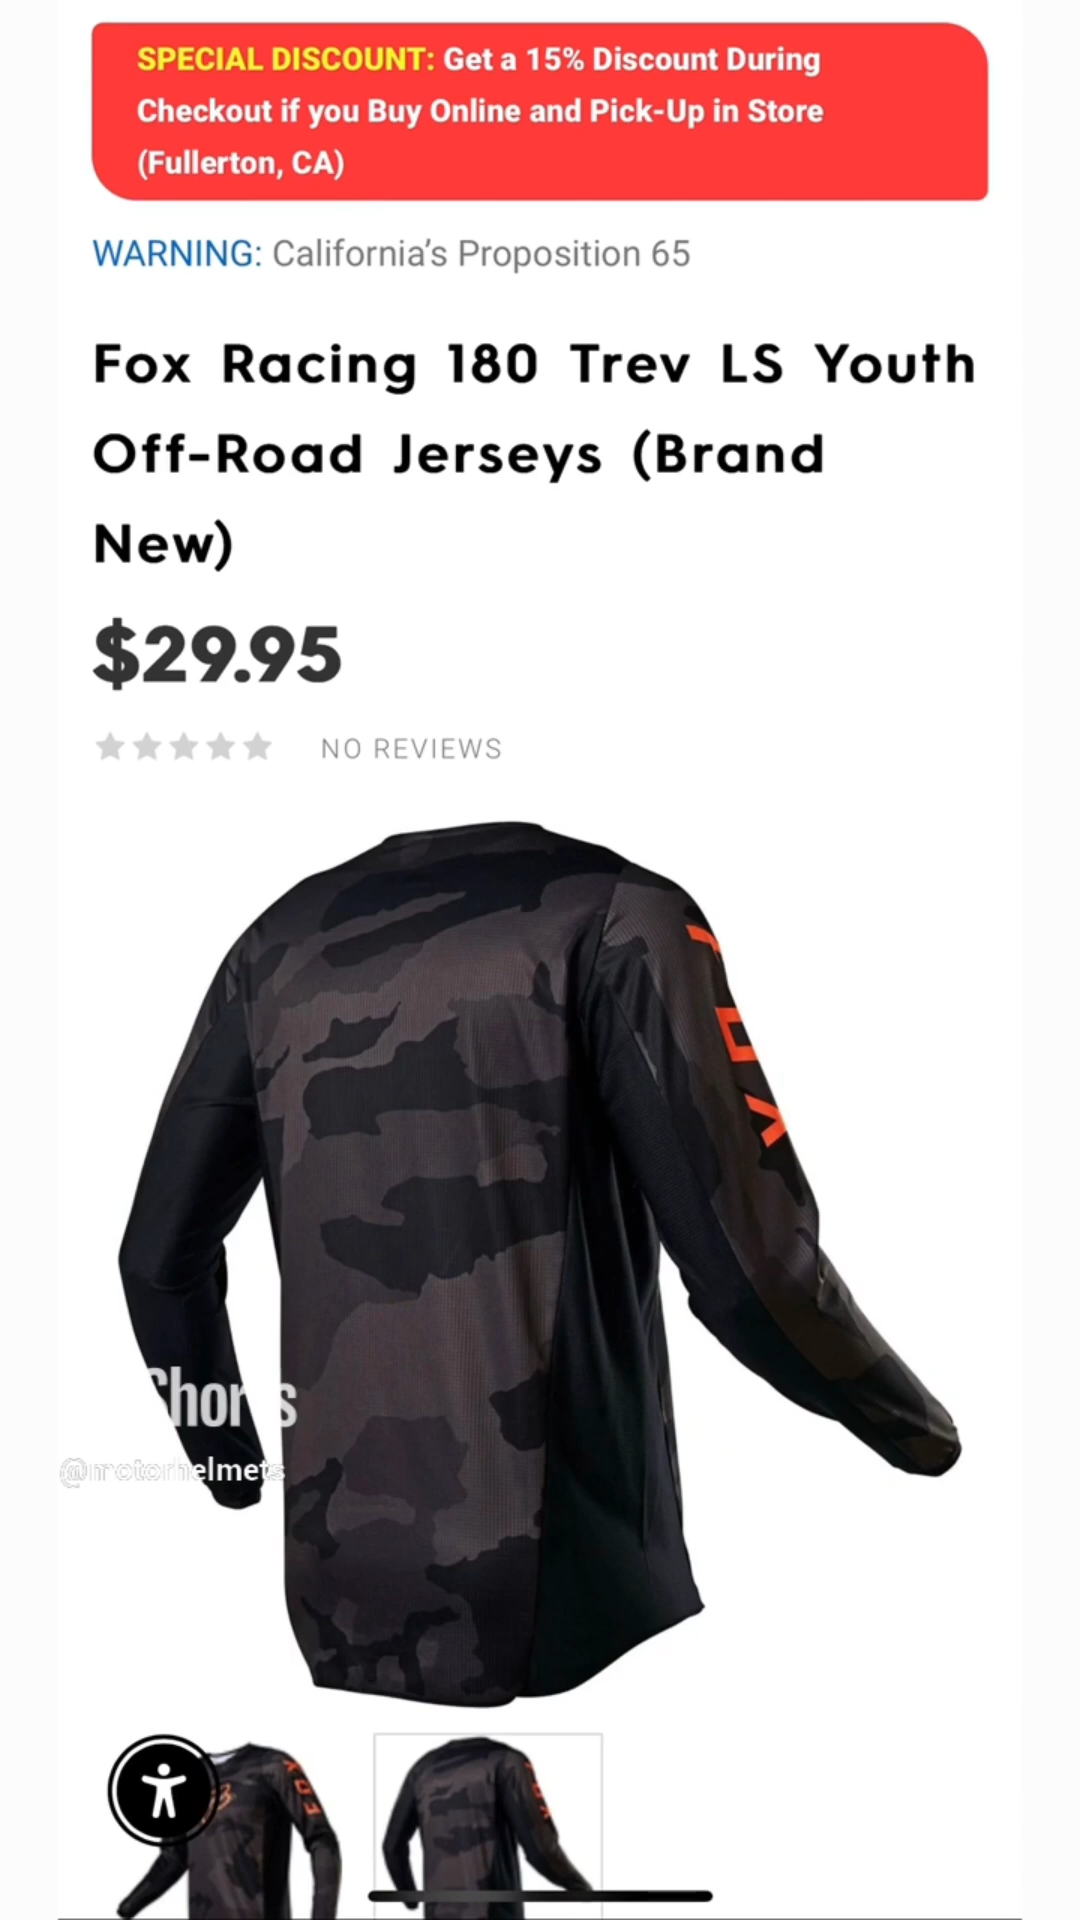 SPECIAL DISCOUNT: Get a 15% Discount During
Checkout if you Buy Online and Pick-Up in Store
(Fullerton, CA)
WARNING: California's Proposition 65
Fox Racing 180 Trev LS Youth
Off-Road Jerseys (Brand
New)
$29.95
NO REVIEWS
FOX
Shorts
@motorhelmets
FOX
FOX